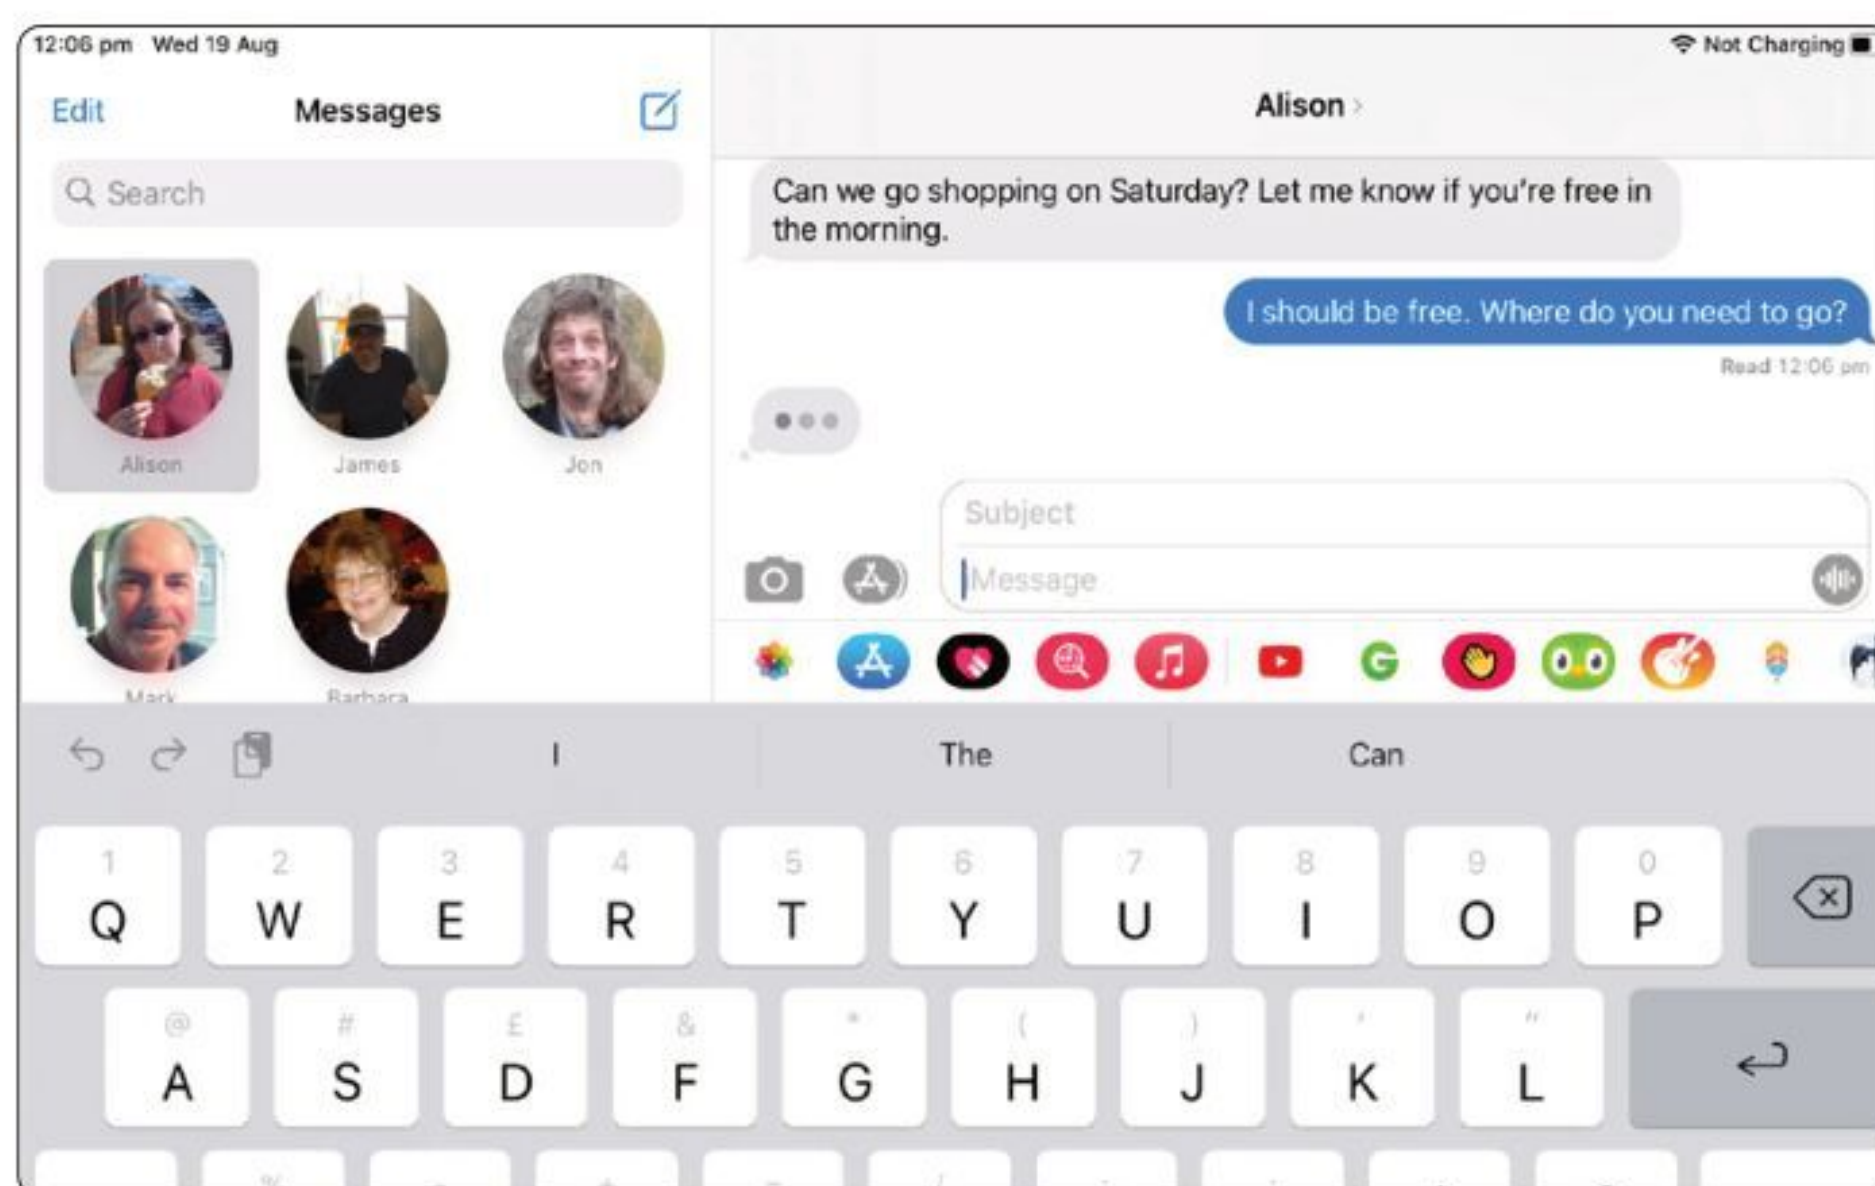 12:06 pm Wed 19 Aug
Not Charging
Edit
Messages
Search
Alison
James
Jon
Mark
Barbara
Alison >
Can we go shopping on Saturday? Let me know if you're free in
the morning.
I should be free. Where do you need to go?
Read 12:06 pm
Subject
Message
I
The
Can
1 2 3 4 5 6 7 8 9 0
Q W E R T Y U I O P
@ # £ & * ( ) ' "
A S D F G H J K L